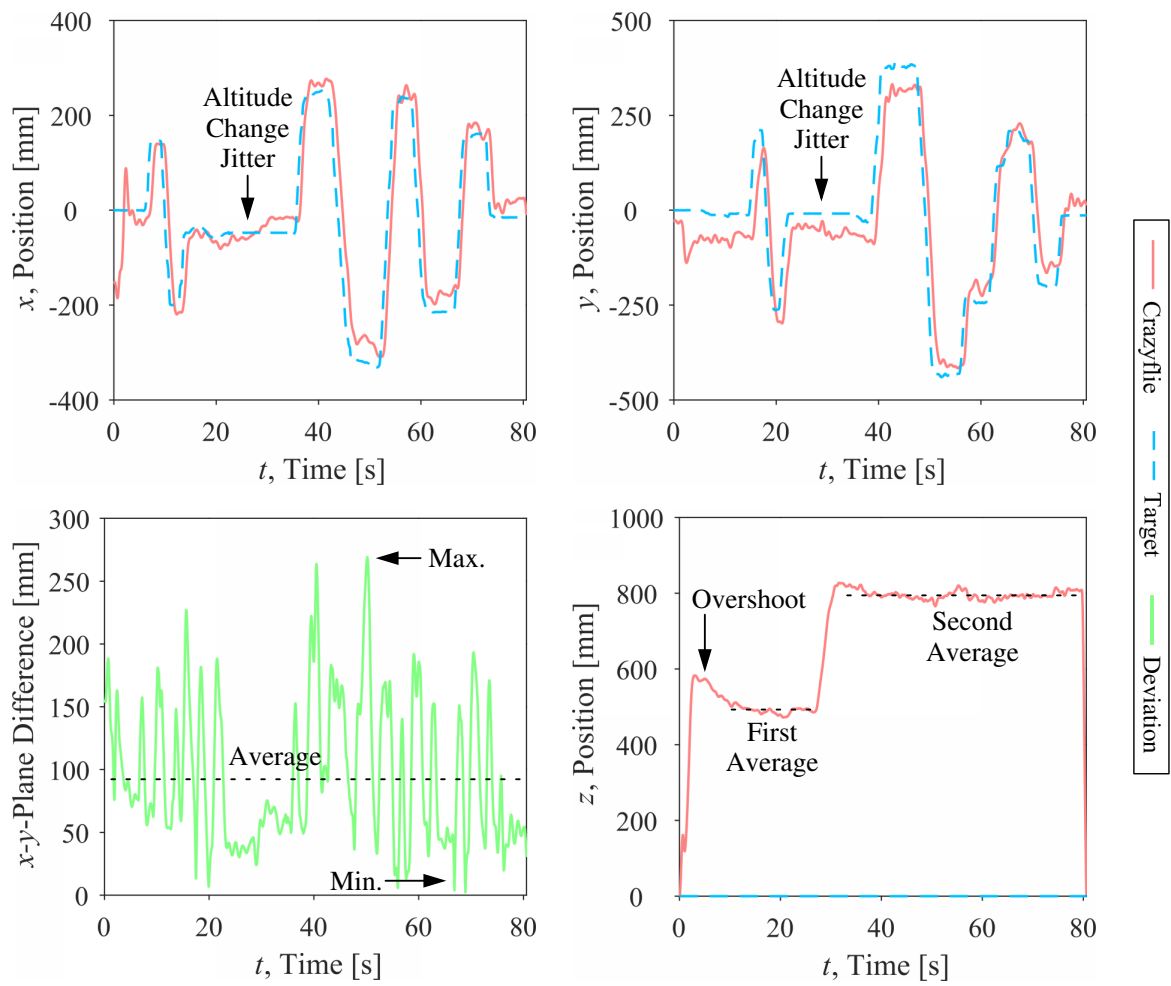 400
200
0
-200
-400
x, Position [mm]
Altitude
Change
Jitter
0
20
40
60
80
t, Time [s]
500
250
0
-250
-500
y, Position [mm]
Altitude
Change
Jitter
0
20
40
60
80
t, Time [s]
300
250
200
150
100
50
0
x-y-Plane Difference [mm]
Max.
Average
Min.
0
20
40
60
80
t, Time [s]
1000
800
600
400
200
0
z, Position [mm]
Overshoot
First
Average
Second
Average
0
20
40
60
80
t, Time [s]
Crazyflie
Target
Deviation